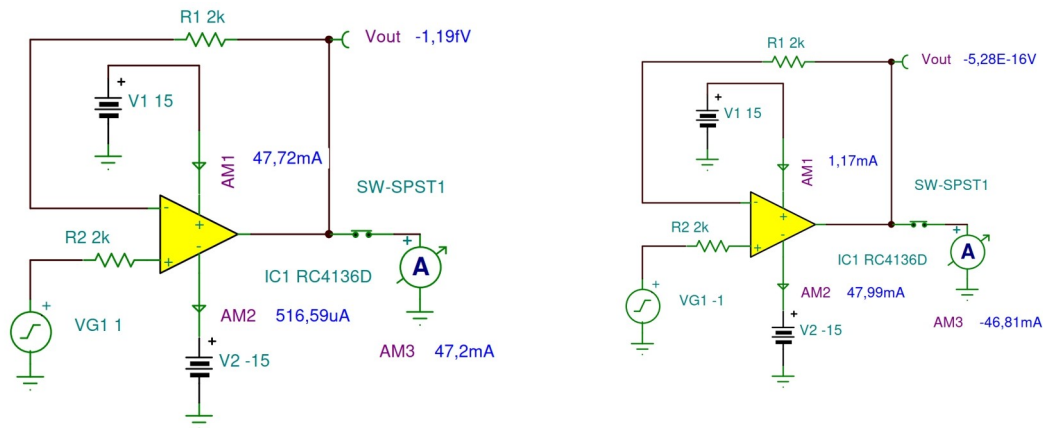 R1 2k
Vout -1,19fV
+
V1 15
AM1
47,72mA
SW-SPST1
-
+
-
+
R2 2k
+
A
IC1 RC4136D
+
VG1 1
AM2 516,59uA
+
V2 -15
AM3 47,2mA
R1 2k
Vout -5,28E-16V
+
V1 15
AM1
1,17mA
SW-SPST1
-
+
-
+
R2 2k
+
A
IC1 RC4136D
+
VG1 -1
AM2 47,99mA
+
V2 -15
AM3 -46,81mA